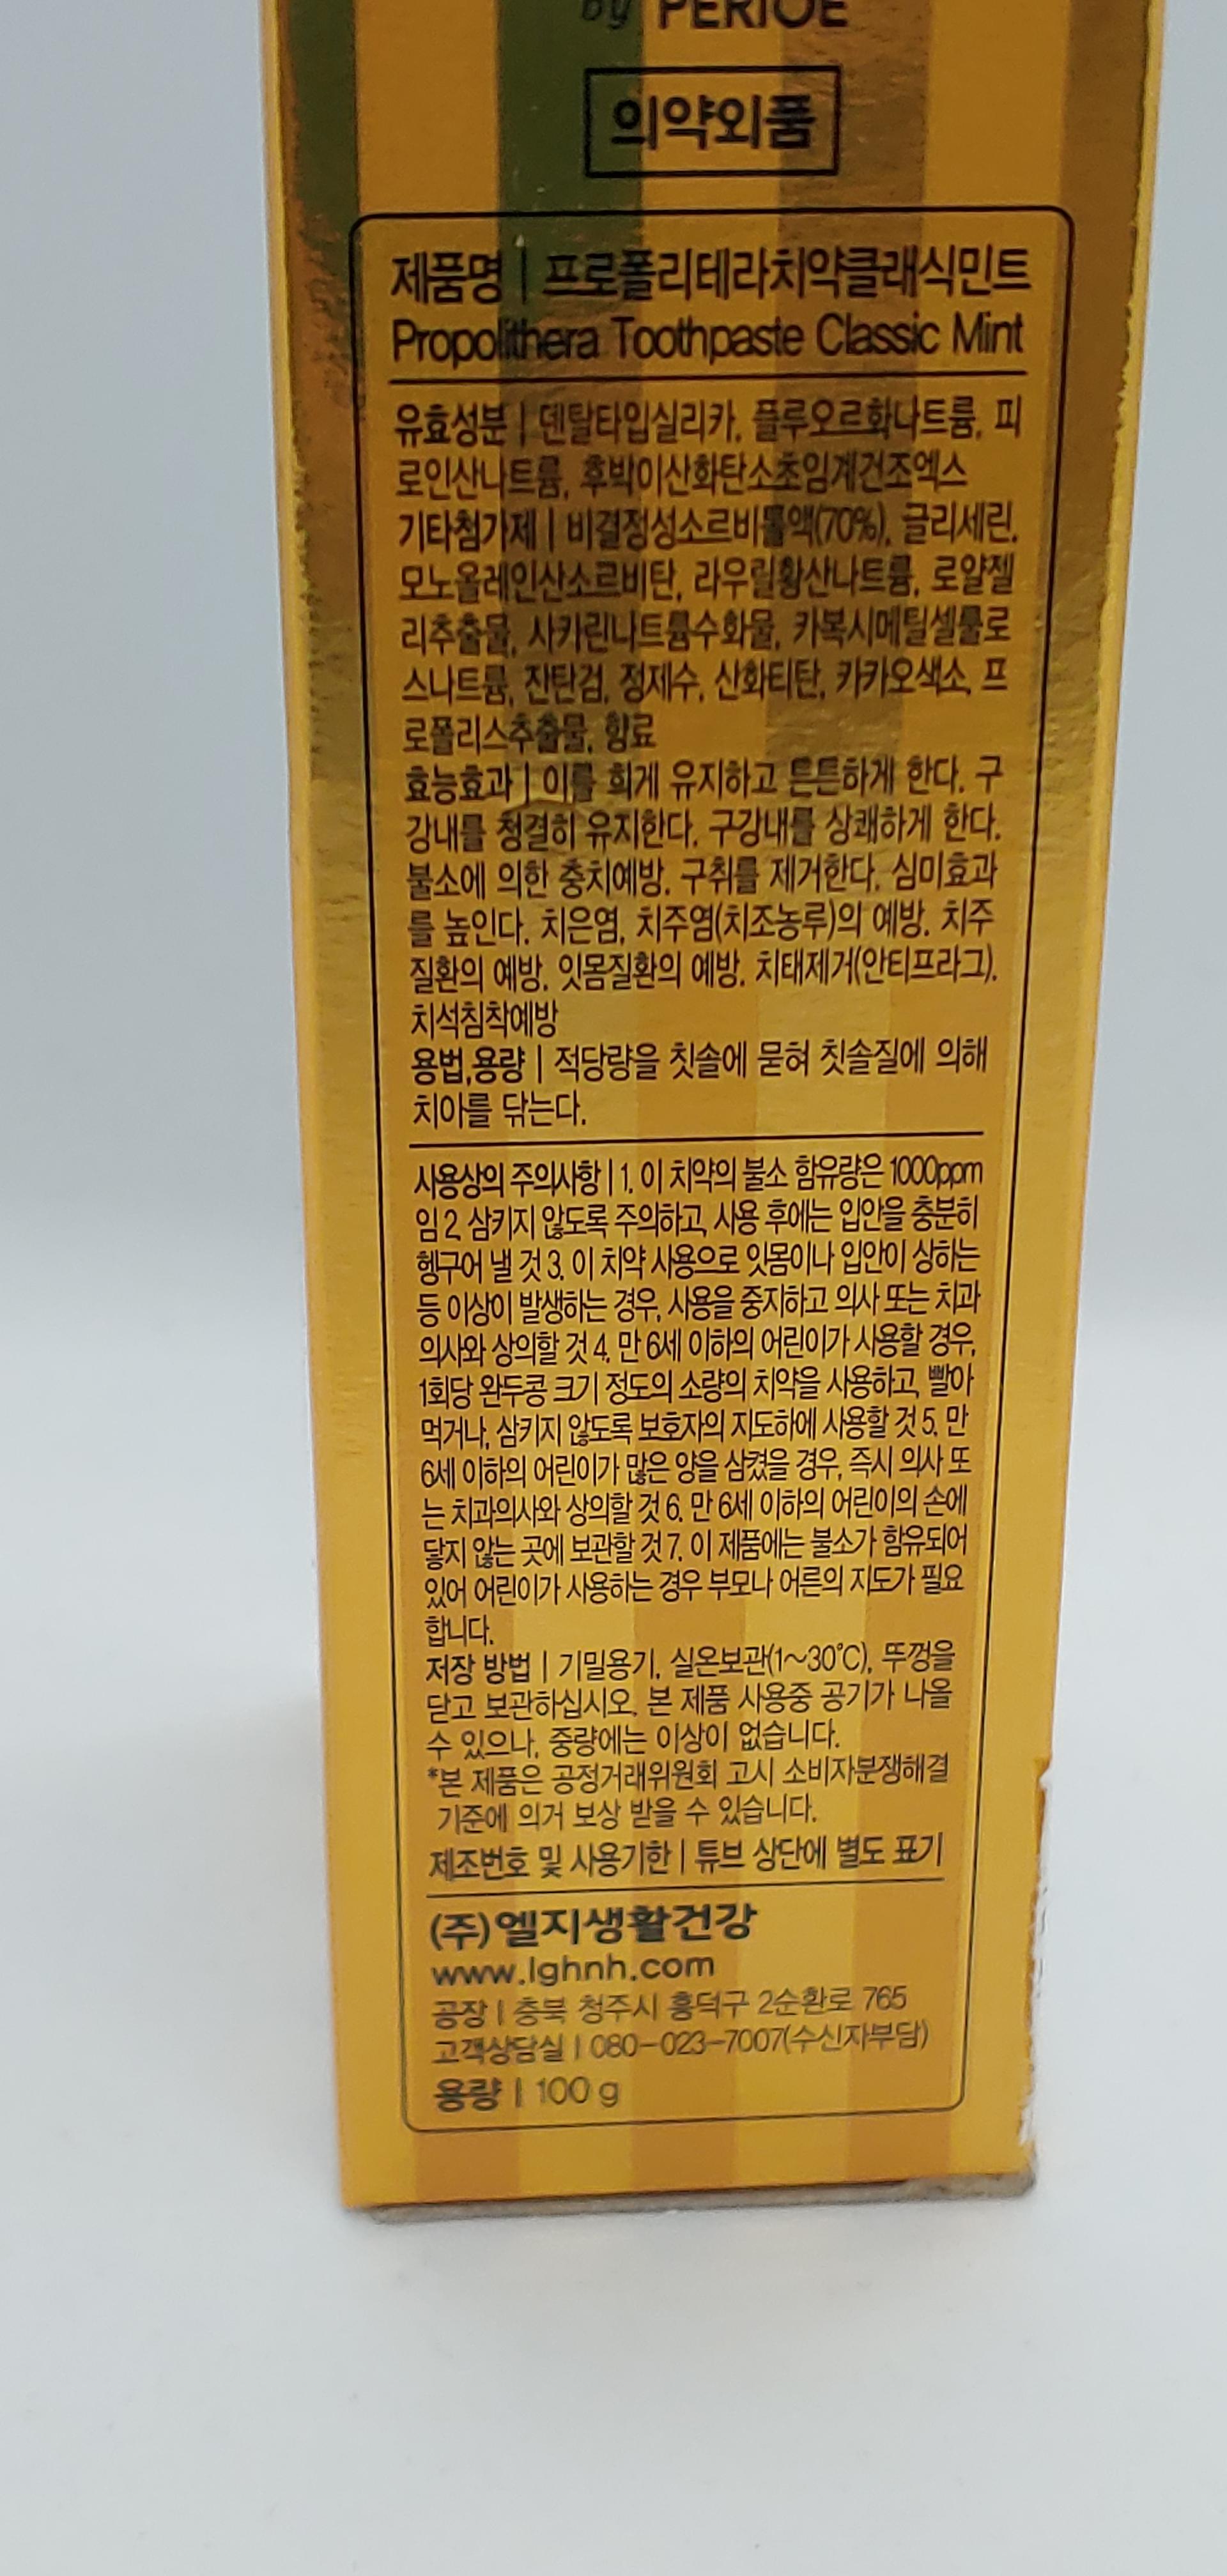 by PERIOE
의약외품
제품명 | 프로폴리테라치약클래식민트
Propolithera Toothpaste Classic Mint
유효성분 | 덴탈타입실리카, 플루오르화나트륨, 피
로인산나트륨, 후박이산화탄소초임계건조엑스
기타첨가제 | 비결정성소르비톨액(70%), 글리세린,
모노올레인산소르비탄, 라우릴황산나트륨, 로얄젤
리추출물, 사카린나트륨수화물, 카복시메틸셀룰로
스나트륨, 잔탄검, 정제수, 산화티탄, 카카오색소, 프
로폴리스추출물, 향료
효능효과 | 이를 희게 유지하고 튼튼하게 한다. 구
강내를 청결히 유지한다. 구강내를 상쾌하게 한다.
불소에 의한 충치예방. 구취를 제거한다. 심미효과
를 높인다. 치은염, 치주염(치조농루)의 예방. 치주
질환의 예방. 잇몸질환의 예방. 치태제거(안티프라그).
치석침착예방
용법,용량 | 적당량을 칫솔에 묻혀 칫솔질에 의해
치아를 닦는다.
사용상의 주의사항 | 1. 이 치약의 불소 함유량은 1000ppm
임 2. 삼키지 않도록 주의하고, 사용 후에는 입안을 충분히
헹구어 낼 것 3. 이 치약 사용으로 잇몸이나 입안이 상하는
등 이상이 발생하는 경우, 사용을 중지하고 의사 또는 치과
의사와 상의할 것 4. 만 6세 이하의 어린이가 사용할 경우,
1회당 완두콩 크기 정도의 소량의 치약을 사용하고, 빨아
먹거나, 삼키지 않도록 보호자의 지도하에 사용할 것 5. 만
6세 이하의 어린이가 많은 양을 삼켰을 경우, 즉시 의사 또
는 치과의사와 상의할 것 6. 만 6세 이하의 어린이의 손에
닿지 않는 곳에 보관할 것 7. 이 제품에는 불소가 함유되어
있어 어린이가 사용하는 경우 부모나 어른의 지도가 필요
합니다.
저장 방법 | 기밀용기, 실온보관(1~30℃), 뚜껑을
닫고 보관하십시오. 본 제품 사용중 공기가 나올
수 있으나, 중량에는 이상이 없습니다.
*본 제품은 공정거래위원회 고시 소비자분쟁해결
기준에 의거 보상 받을 수 있습니다.
제조번호 및 사용기한 | 튜브 상단에 별도 표기
(주)엘지생활건강
www.lghnh.com
공장 | 충북 청주시 흥덕구 2순환로 765
고객상담실 | 080-023-7007(수신자부담)
용량 | 100 g